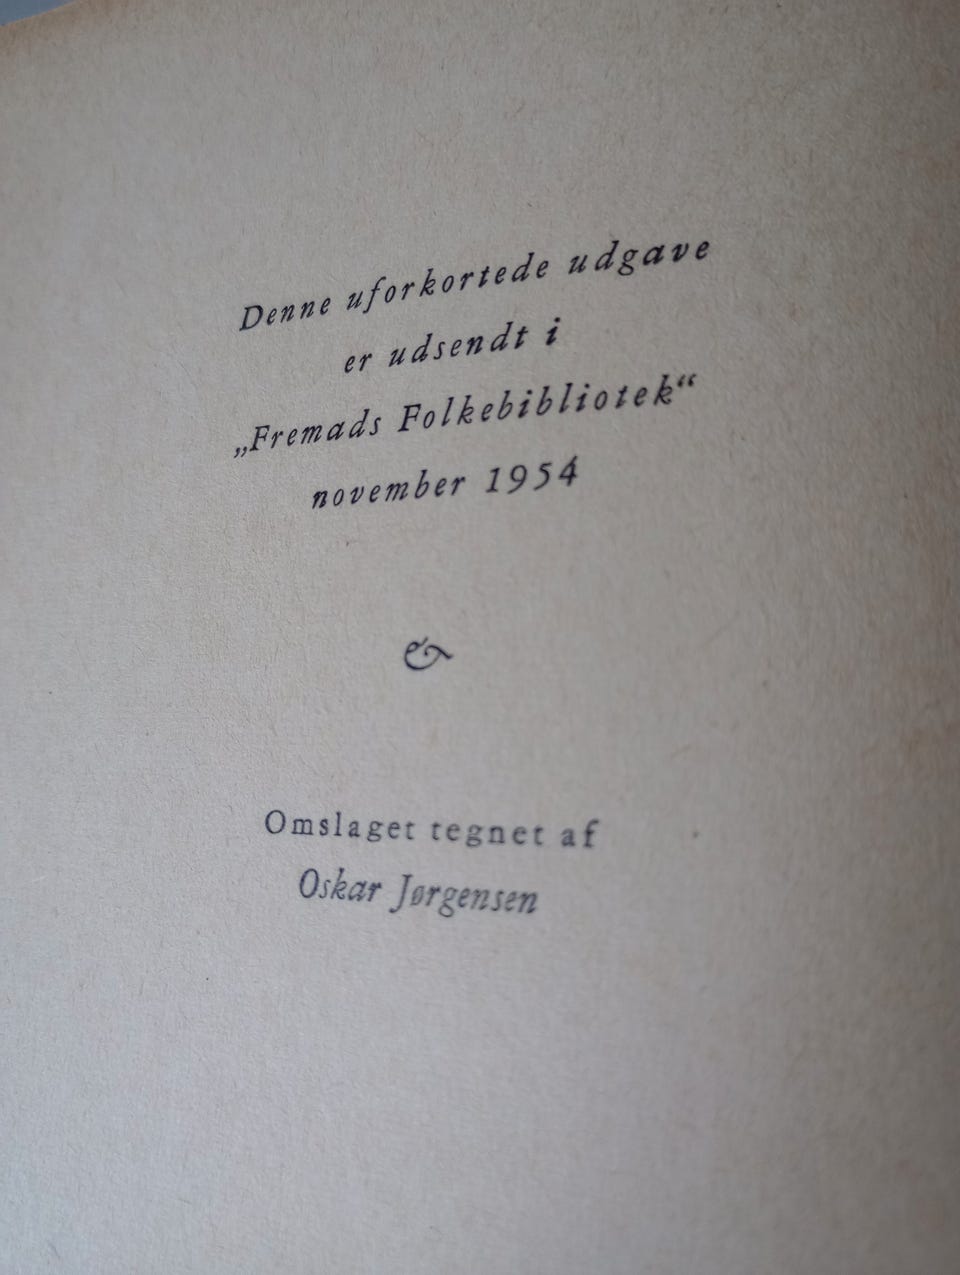 Denne uforkortede udgave
er udsendt i
„Fremads Folkebibliotek“
november 1954
&
Omslaget tegnet af
Oskar Jørgensen